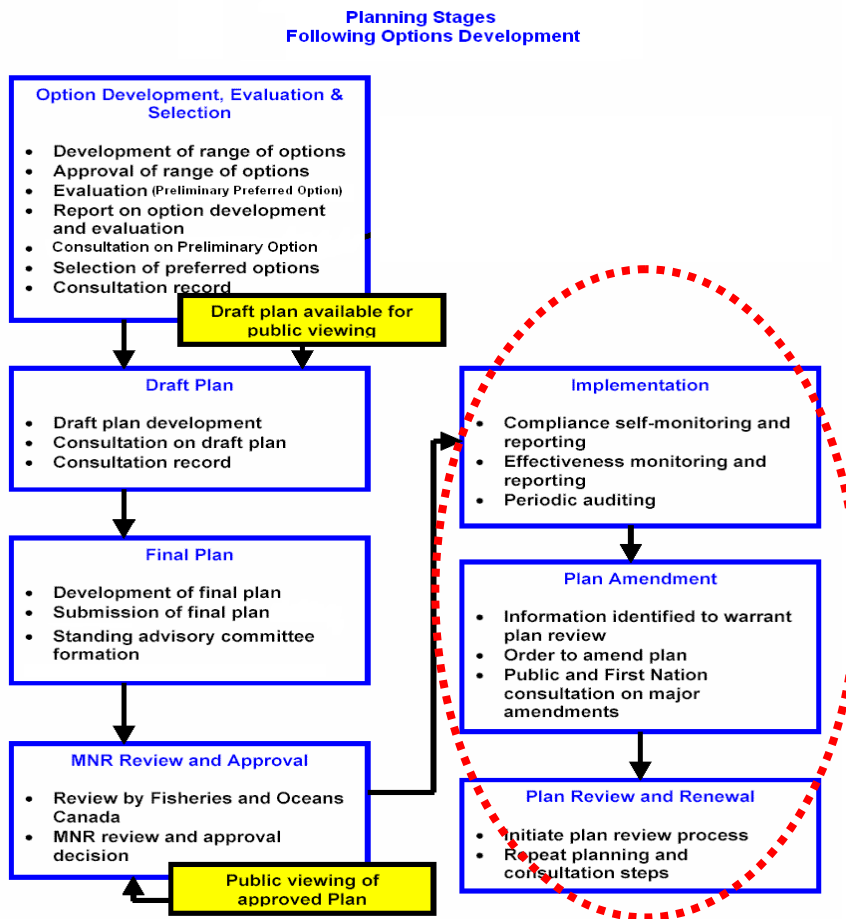 Planning Stages
Following Options Development
Option Development, Evaluation &
Selection
• Development of range of options
• Approval of range of options
• Evaluation (Preliminary Preferred Option)
• Report on option development
and evaluation
• Consultation on Preliminary Option
• Selection of preferred options
• Consultation record
Draft plan available for
public viewing
Draft Plan
• Draft plan development
• Consultation on draft plan
• Consultation record
Final Plan
• Development of final plan
• Submission of final plan
• Standing advisory committee
formation
MNR Review and Approval
• Review by Fisheries and Oceans
Canada
• MNR review and approval
decision
Public viewing of
approved Plan
Implementation
• Compliance self-monitoring and
reporting
• Effectiveness monitoring and
reporting
• Periodic auditing
Plan Amendment
• Information identified to warrant
plan review
• Order to amend plan
• Public and First Nation
consultation on major
amendments
Plan Review and Renewal
• Initiate plan review process
• Repeat planning and
consultation steps